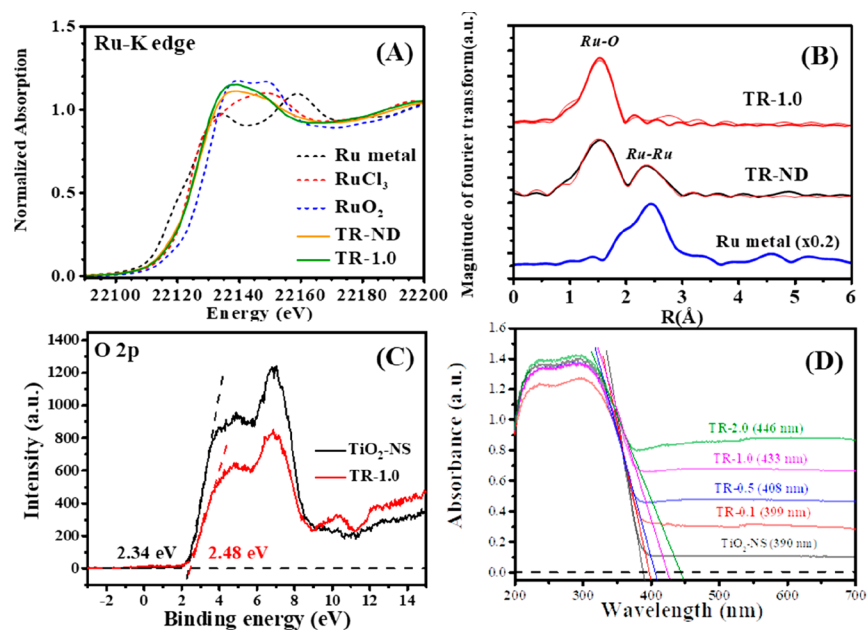 Ru-K edge
(A)
Normalized Absorption
1.5
1.0
0.5
0.0
Ru metal
RuCl3
RuO2
TR-ND
TR-1.0
22100 22120 22140 22160 22180 22200
Energy (eV)
(B)
Magnitude of fourier transform(a.u.)
Ru-O
TR-1.0
Ru-Ru
TR-ND
Ru metal (x0.2)
0 1 2 3 4 5 6
R(Å)
O 2p
(C)
Intensity (a.u.)
1400
1200
1000
800
600
400
200
0
TiO2-NS
TR-1.0
2.34 eV 2.48 eV
-2 0 2 4 6 8 10 12 14
Binding energy (eV)
(D)
Absorbance (a.u.)
1.6
1.4
1.2
1.0
0.8
0.6
0.4
0.2
0.0
TR-2.0 (446 nm)
TR-1.0 (433 nm)
TR-0.5 (408 nm)
TR-0.1 (399 nm)
TiO2-NS (390 nm)
200 300 400 500 600 700
Wavelength (nm)